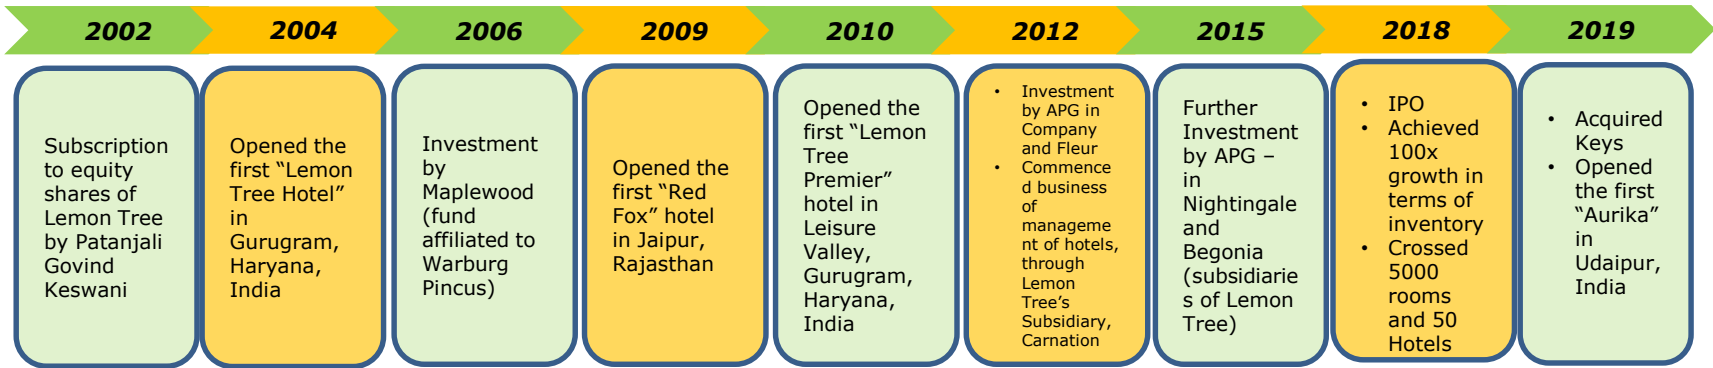 2002
2004
2006
2009
2010
2012
2015
2018
2019
Subscription
to equity
shares of
Lemon Tree
by Patanjali
Govind
Keswani
Opened the
first “Lemon
Tree Hotel”
in
Gurugram,
Haryana,
India
Investment
by
Maplewood
(fund
affiliated to
Warburg
Pincus)
Opened the
first “Red
Fox” hotel
in Jaipur,
Rajasthan
Opened the
first “Lemon
Tree
Premier”
hotel in
Leisure
Valley,
Gurugram,
Haryana,
India
• Investment
by APG in
Company
and Fleur
• Commence
d business
of
manageme
nt of hotels,
through
Lemon
Tree’s
Subsidiary,
Carnation
Further
Investment
by APG –
in
Nightingale
and
Begonia
(subsidiarie
s of Lemon
Tree)
• IPO
• Achieved
100x
growth in
terms of
inventory
• Crossed
5000
rooms
and 50
Hotels
• Acquired
Keys
• Opened
the first
“Aurika”
in
Udaipur,
India